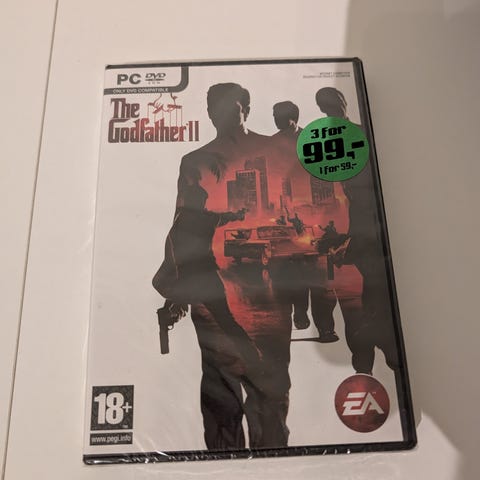 PC DVD
ROM
ONLY DVD COMPATIBLE
The
Godfather II
3 for
99,-
1 for 59,-
18+
www.pegi.info
EA